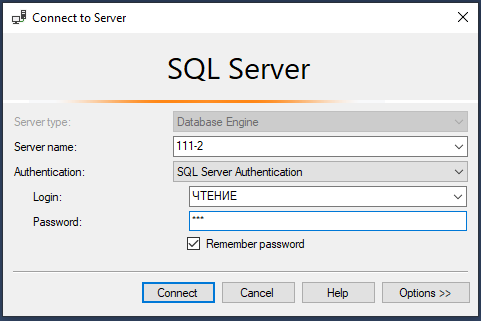 Connect to Server
SQL Server
Server type: Database Engine
Server name: 111-2
Authentication: SQL Server Authentication
Login: ЧТЕНИЕ
Password: ***
Remember password
Connect Cancel Help Options >>